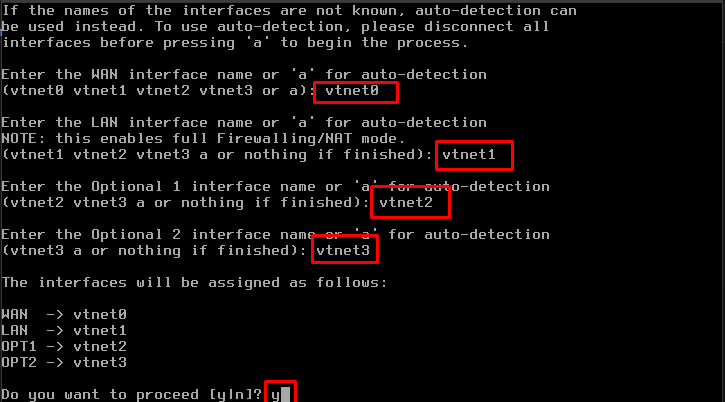 If the names of the interfaces are not known, auto-detection can
be used instead. To use auto-detection, please disconnect all
interfaces before pressing 'a' to begin the process.
Enter the WAN interface name or 'a' for auto-detection
(vtnet0 vtnet1 vtnet2 vtnet3 or a): vtnet0
Enter the LAN interface name or 'a' for auto-detection
NOTE: this enables full Firewalling/NAT mode.
(vtnet1 vtnet2 vtnet3 a or nothing if finished): vtnet1
Enter the Optional 1 interface name or 'a' for auto-detection
(vtnet2 vtnet3 a or nothing if finished): vtnet2
Enter the Optional 2 interface name or 'a' for auto-detection
(vtnet3 a or nothing if finished): vtnet3
The interfaces will be assigned as follows:
WAN  -> vtnet0
LAN  -> vtnet1
OPT1 -> vtnet2
OPT2 -> vtnet3
Do you want to proceed [y|n]? y